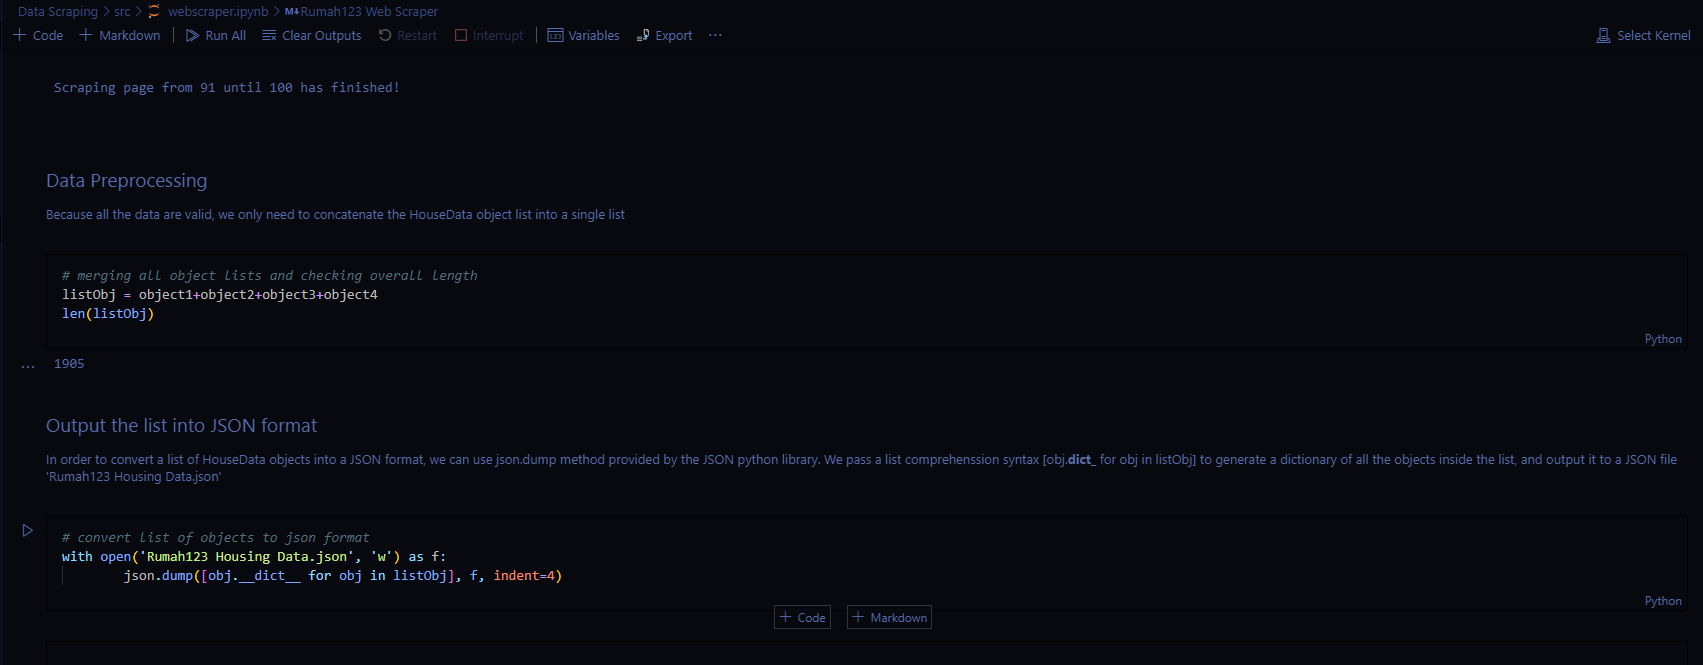 Data Scraping > src > webscraper.ipynb > M↓Rumah123 Web Scraper
+ Code + Markdown | Run All Clear Outputs Restart Interrupt | Variables Export ··· Select Kernel
Scraping page from 91 until 100 has finished!
Data Preprocessing
Because all the data are valid, we only need to concatenate the HouseData object list into a single list
# merging all object lists and checking overall length
listObj = object1+object2+object3+object4
len(listObj)
Python
... 1905
Output the list into JSON format
In order to convert a list of HouseData objects into a JSON format, we can use json.dump method provided by the JSON python library. We pass a list comprehenssion syntax [obj.dict_ for obj in listObj] to generate a dictionary of all the objects inside the list, and output it to a JSON file
'Rumah123 Housing Data.json'
# convert list of objects to json format
with open('Rumah123 Housing Data.json', 'w') as f:
json.dump([obj.__dict__ for obj in listObj], f, indent=4)
Python
+ Code + Markdown